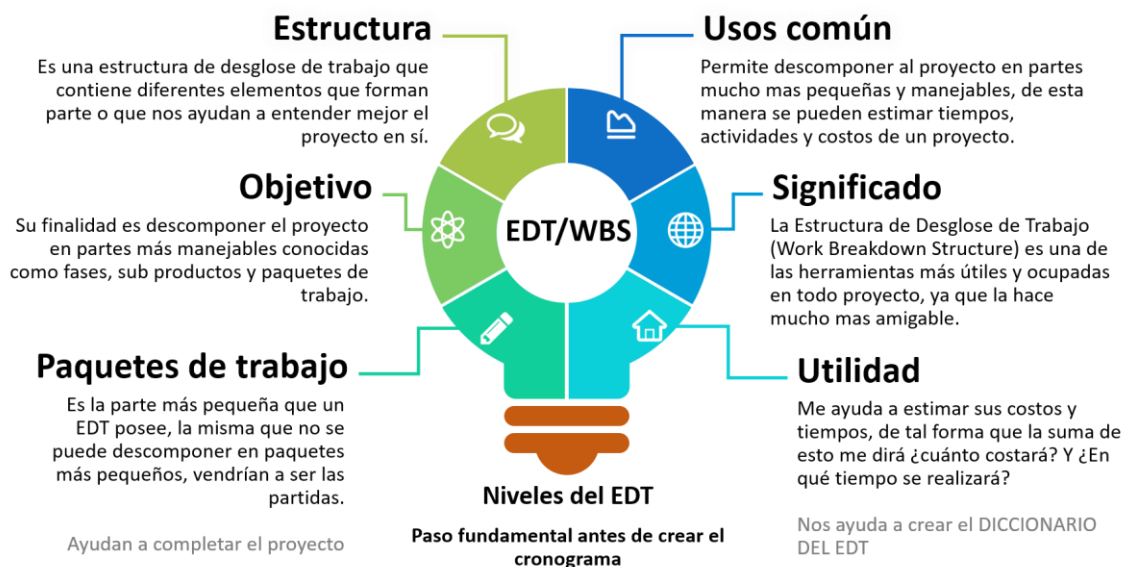 Estructura
Es una estructura de desglose de trabajo que
contiene diferentes elementos que forman
parte o que nos ayudan a entender mejor el
proyecto en sí.
Objetivo
Su finalidad es descomponer el proyecto
en partes más manejables conocidas
como fases, sub productos y paquetes de
trabajo.
Paquetes de trabajo
Es la parte más pequeña que un
EDT posee, la misma que no se
puede descomponer en paquetes
más pequeños, vendrían a ser las
partidas.
Ayudan a completar el proyecto
EDT/WBS
Niveles del EDT
Paso fundamental antes de crear el
cronograma
Usos común
Permite descomponer al proyecto en partes
mucho mas pequeñas y manejables, de esta
manera se pueden estimar tiempos,
actividades y costos de un proyecto.
Significado
La Estructura de Desglose de Trabajo
(Work Breakdown Structure) es una de
las herramientas más útiles y ocupadas
en todo proyecto, ya que la hace
mucho mas amigable.
Utilidad
Me ayuda a estimar sus costos y
tiempos, de tal forma que la suma de
esto me dirá ¿cuánto costará? Y ¿En
qué tiempo se realizará?
Nos ayuda a crear el DICCIONARIO
DEL EDT